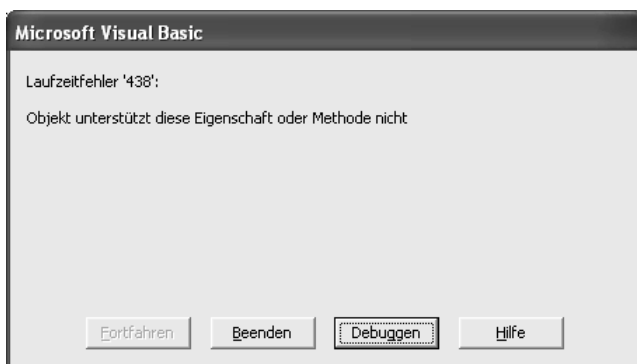 Microsoft Visual Basic
Laufzeitfehler '438':
Objekt unterstützt diese Eigenschaft oder Methode nicht
Fortfahren Beenden Debuggen Hilfe